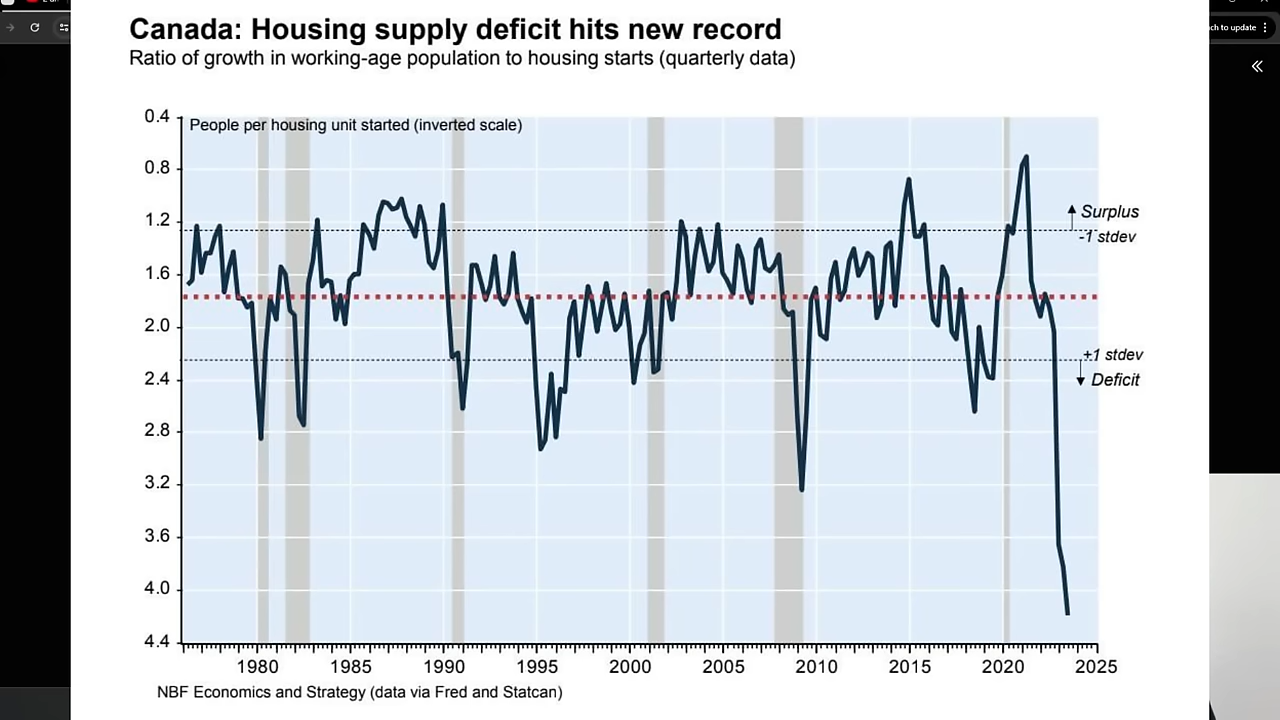 Canada: Housing supply deficit hits new record
ch to update
Ratio of growth in working-age population to housing starts (quarterly data)
People per housing unit started (inverted scale)
0.4
0.8
1.2
1.6
2.0
2.4
2.8
3.2
3.6
4.0
4.4
Surplus
-1 stdev
+1 stdev
Deficit
1980 1985 1990 1995 2000 2005 2010 2015 2020 2025
NBF Economics and Strategy (data via Fred and Statcan)